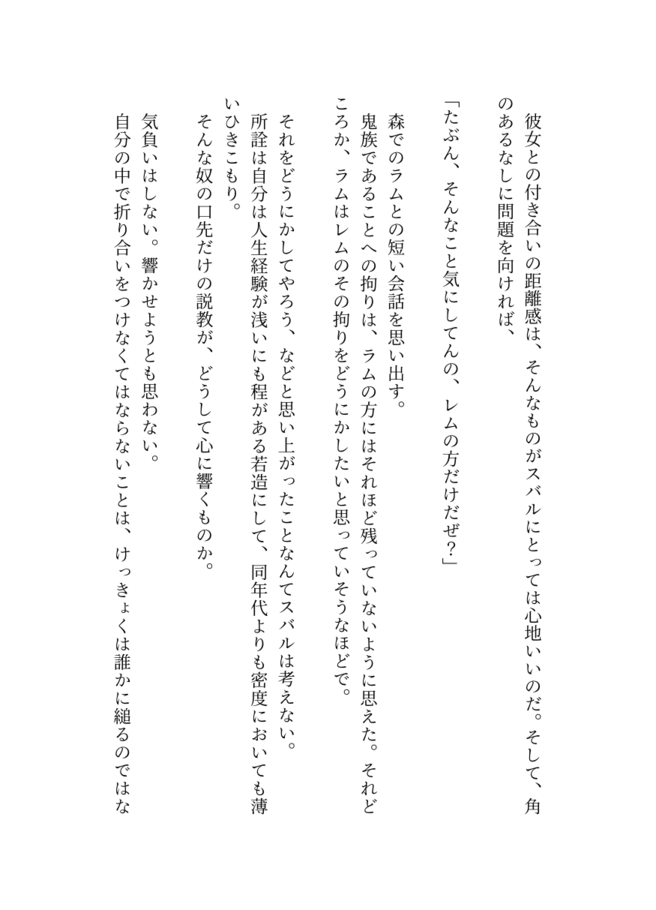 彼女との付き合いの距離感は、そんなものがスバルにとっては心地いいのだ。そして、角
のあるなしに問題を向ければ、
「たぶん、そんなこと気にしてんの、レムの方だけだぜ？」
森でのラムとの短い会話を思い出す。
鬼族であることへの拘りは、ラムの方にはそれほど残っていないように思えた。それど
ころか、ラムはレムのその拘りをどうにかしたいと思っていそうなほどで。
それをどうにかしてやろう、などと思い上がったことなんてスバルは考えない。
所詮は自分は人生経験が浅いにも程がある若造にして、同年代よりも密度においても薄
いひきこもり。
そんな奴の口先だけの説教が、どうして心に響くものか。
気負いはしない。響かせようとも思わない。
自分の中で折り合いをつけなくてはならないことは、けっきょくは誰かに縋るのではな